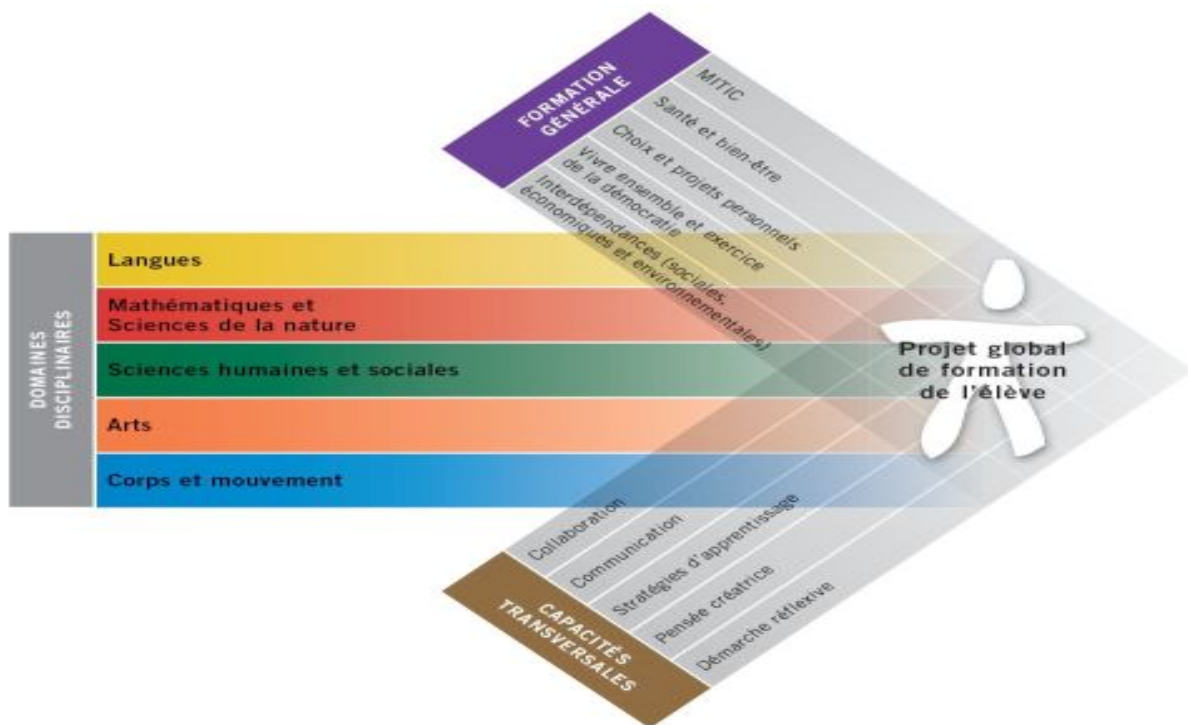 FORMATION
GÉNÉRALE
MITIC
Santé et bien-être
Choix et projets personnels
Vivre ensemble et exercice
de la démocratie
Interdépendances (sociales,
économiques et environnementales)
DOMAINES
DISCIPLINAIRES
Langues
Mathématiques et
Sciences de la nature
Sciences humaines et sociales
Arts
Corps et mouvement
Projet global
de formation
de l'élève
Collaboration
Communication
Stratégies d'apprentissage
Pensée créatrice
Démarche réflexive
CAPACITÉS
TRANSVERSALES